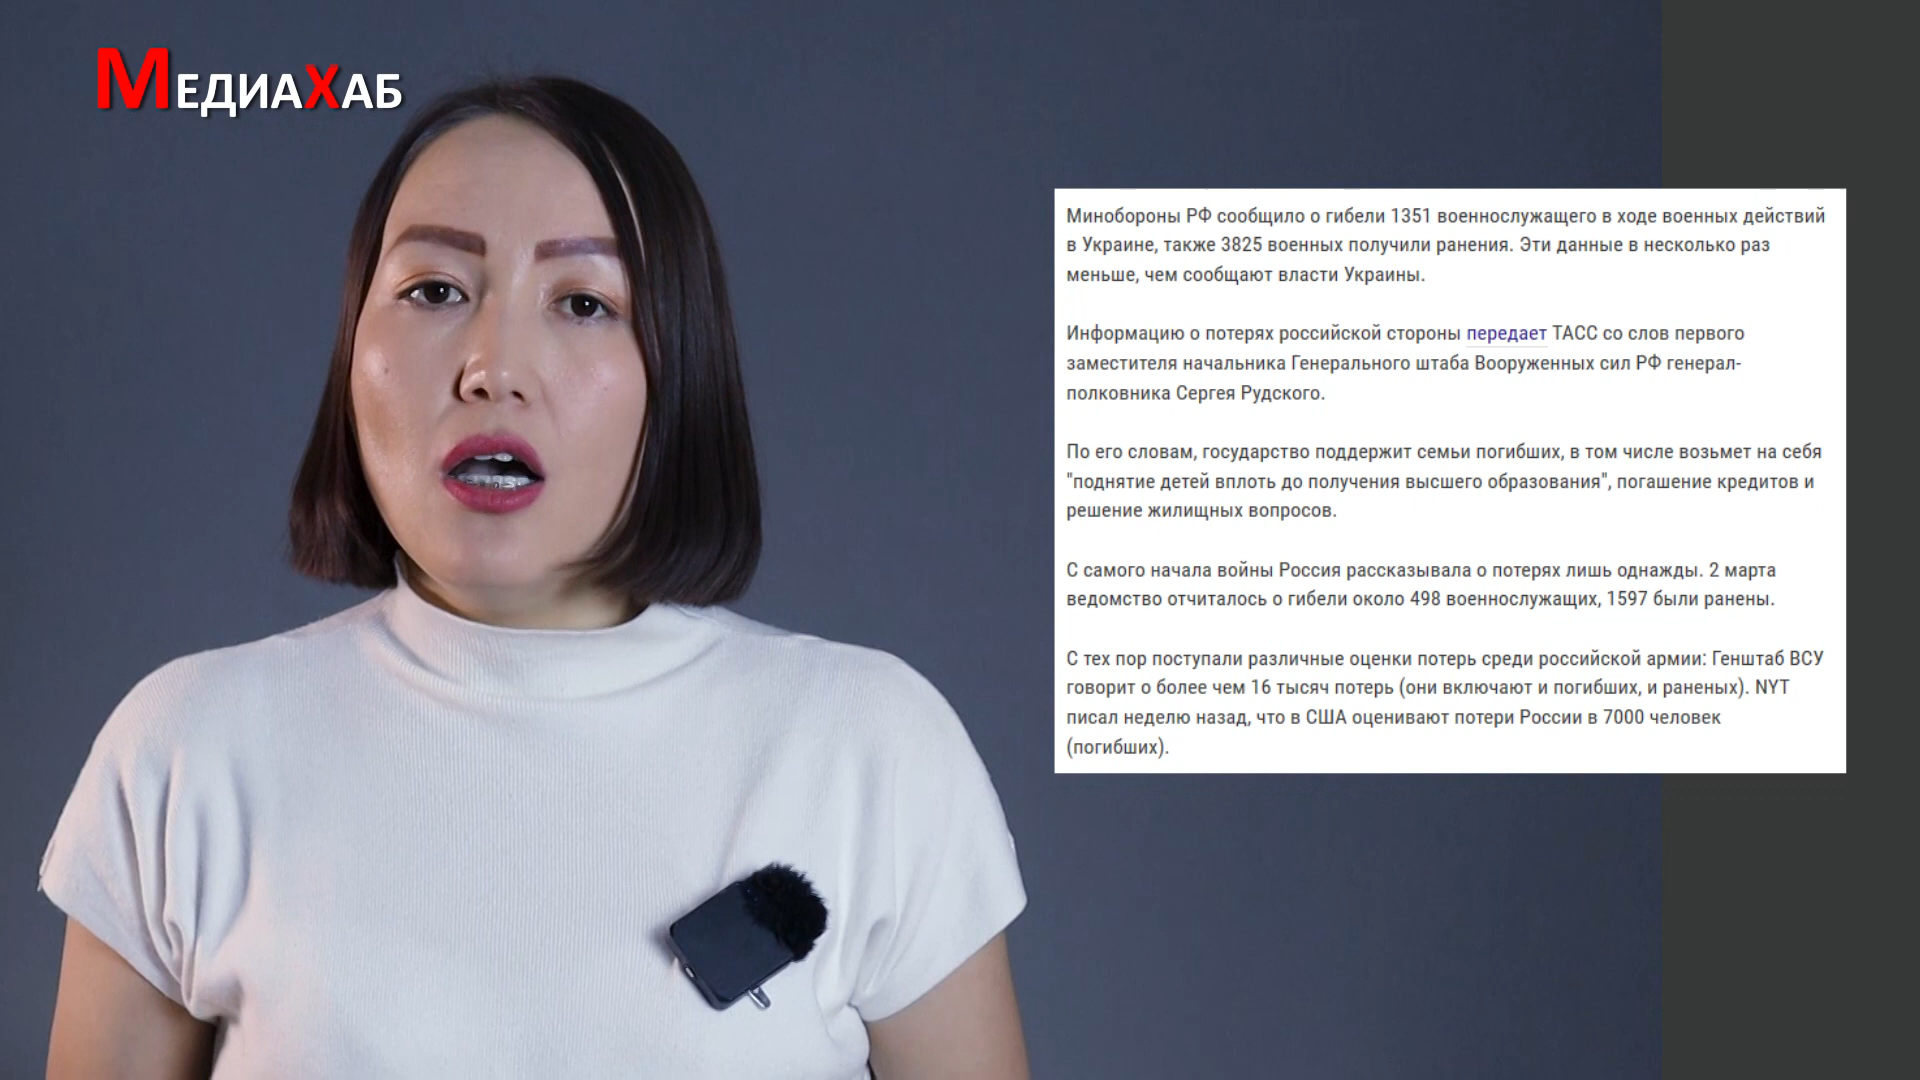 МЕДИАХАБ
Минобороны РФ сообщило о гибели 1351 военнослужащего в ходе военных действий
в Украине, также 3825 военных получили ранения. Эти данные в несколько раз
меньше, чем сообщают власти Украины.
Информацию о потерях российской стороны передает ТАСС со слов первого
заместителя начальника Генерального штаба Вооруженных сил РФ генерал-
полковника Сергея Рудского.
По его словам, государство поддержит семьи погибших, в том числе возьмет на себя
"поднятие детей вплоть до получения высшего образования", погашение кредитов и
решение жилищных вопросов.
С самого начала войны Россия рассказывала о потерях лишь однажды. 2 марта
ведомство отчиталось о гибели около 498 военнослужащих, 1597 были ранены.
С тех пор поступали различные оценки потерь среди российской армии: Генштаб ВСУ
говорит о более чем 16 тысяч потерь (они включают и погибших, и раненых). NYT
писал неделю назад, что в США оценивают потери России в 7000 человек
(погибших).